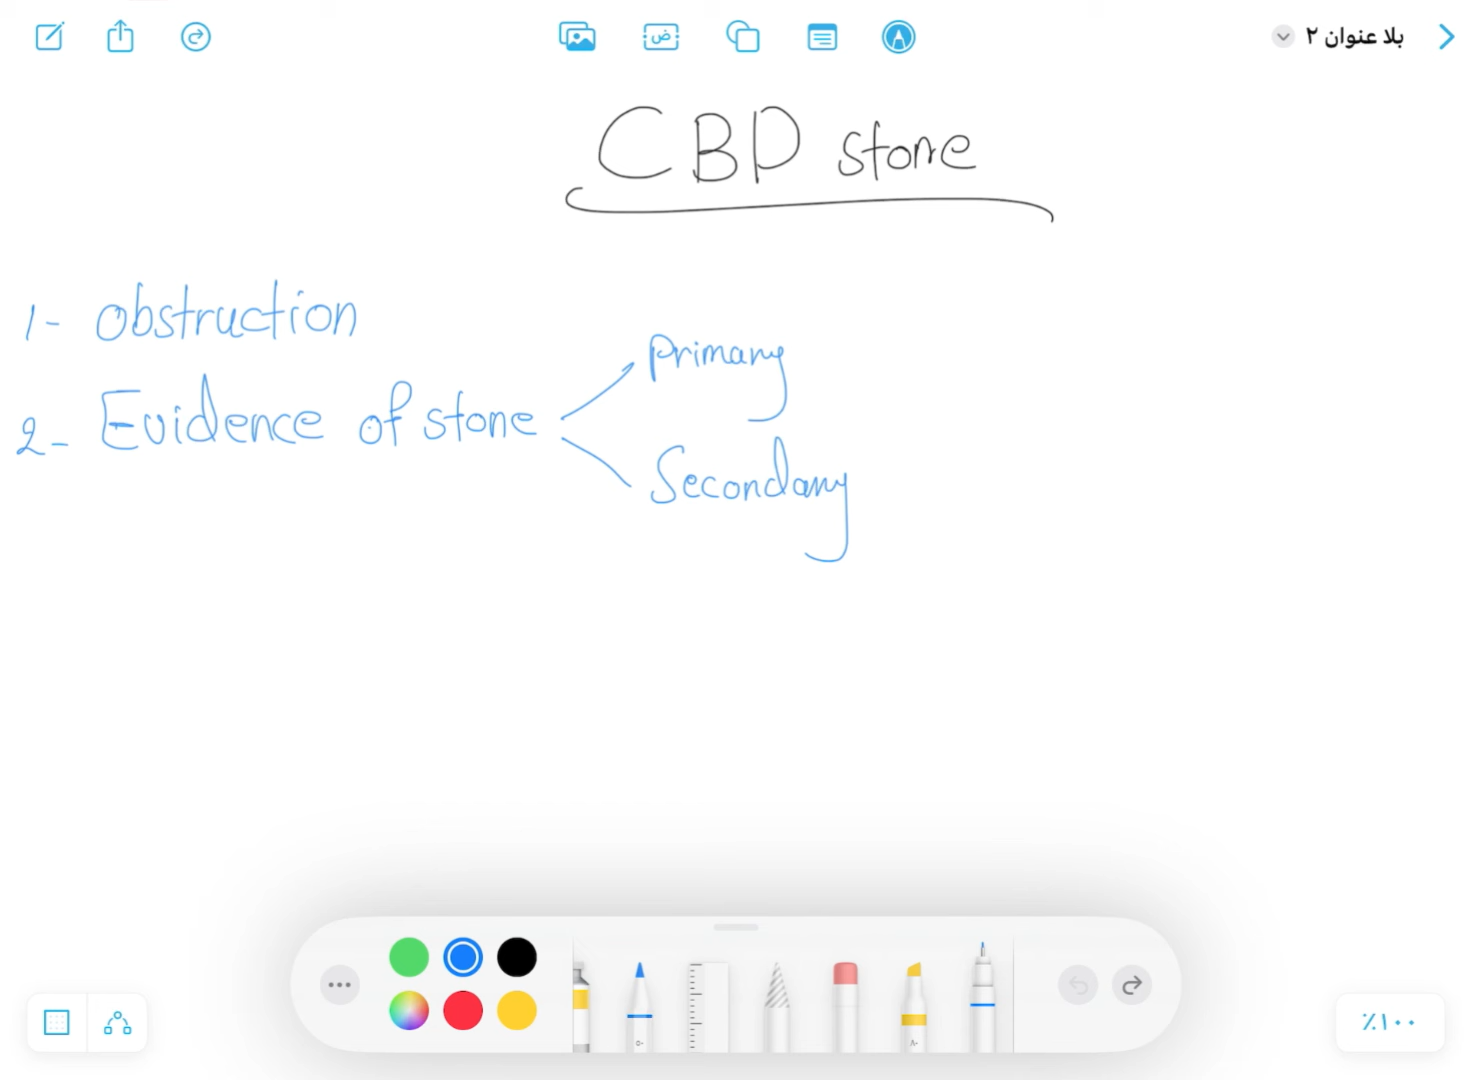 بلا عنوان ٢
CBD stone
1- obstruction
2- Evidence of stone
Primary
Secondary
٪١٠٠